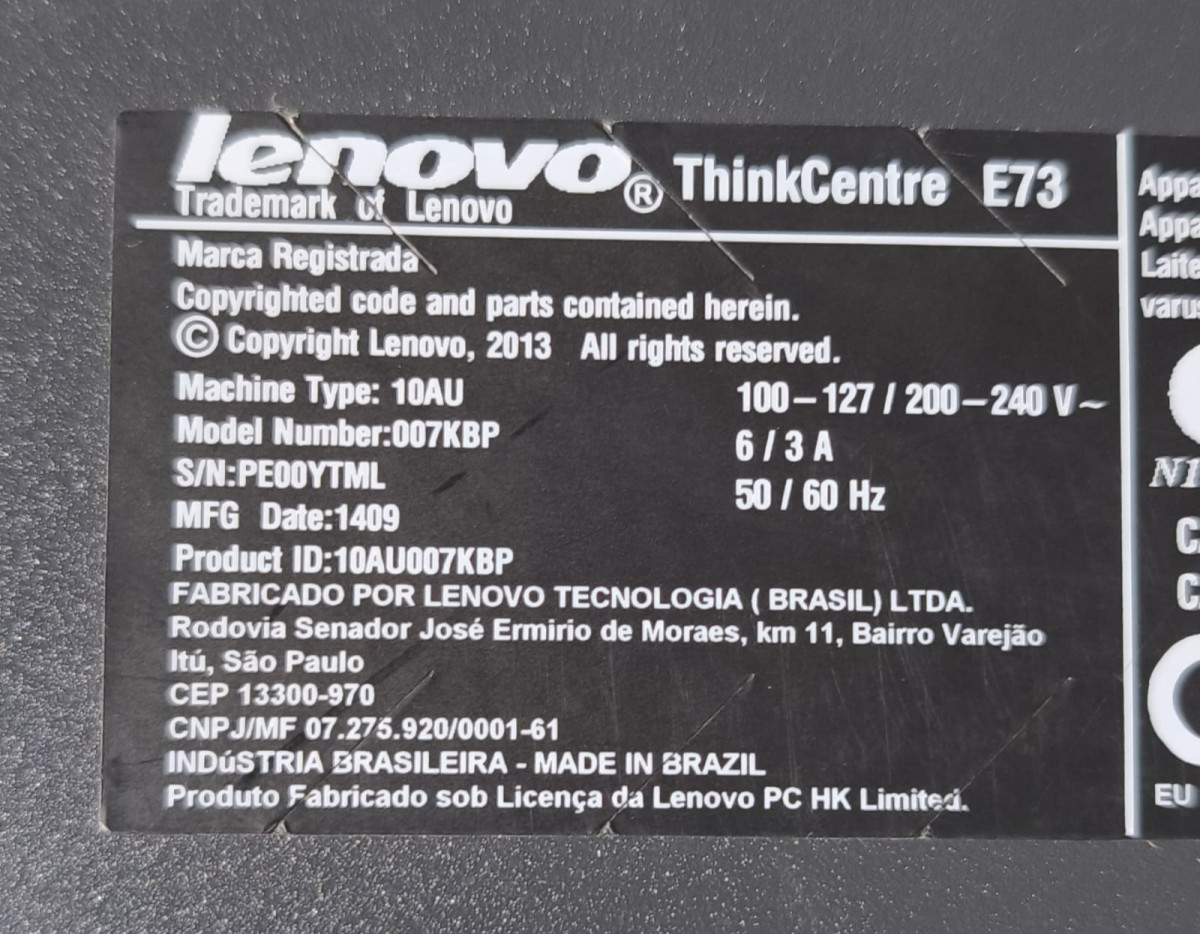 lenovo® ThinkCentre E73
Trademark of Lenovo
Marca Registrada
Copyrighted code and parts contained herein.
© Copyright Lenovo, 2013 All rights reserved.
Machine Type: 10AU 100-127 / 200-240 V~
Model Number:007KBP 6 / 3 A
S/N:PE00YTML 50 / 60 Hz
MFG Date:1409
Product ID:10AU007KBP
FABRICADO POR LENOVO TECNOLOGIA ( BRASIL) LTDA.
Rodovia Senador José Ermirio de Moraes, km 11, Bairro Varejão
Itú, São Paulo
CEP 13300-970
CNPJ/MF 07.275.920/0001-61
INDúSTRIA BRASILEIRA - MADE IN BRAZIL
Produto Fabricado sob Licença da Lenovo PC HK Limited.
EU